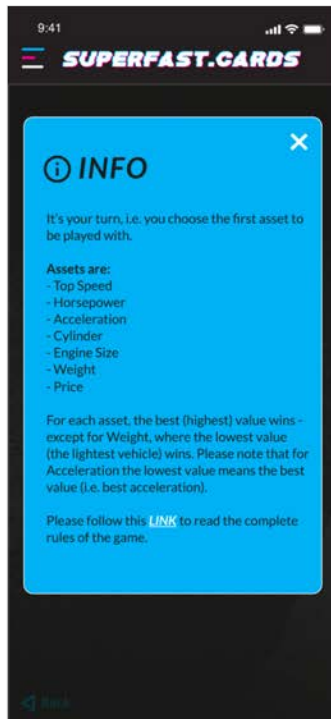 9:41
SUPERFAST.CARDS
INFO
It's your turn, i.e. you choose the first asset to
be played with.
Assets are:
- Top Speed
- Horsepower
- Acceleration
- Cylinder
- Engine Size
- Weight
- Price
For each asset, the best (highest) value wins -
except for Weight, where the lowest value
(the lightest vehicle) wins. Please note that for
Acceleration the lowest value means the best
value (i.e. best acceleration).
Please follow this LINK to read the complete
rules of the game.
Back